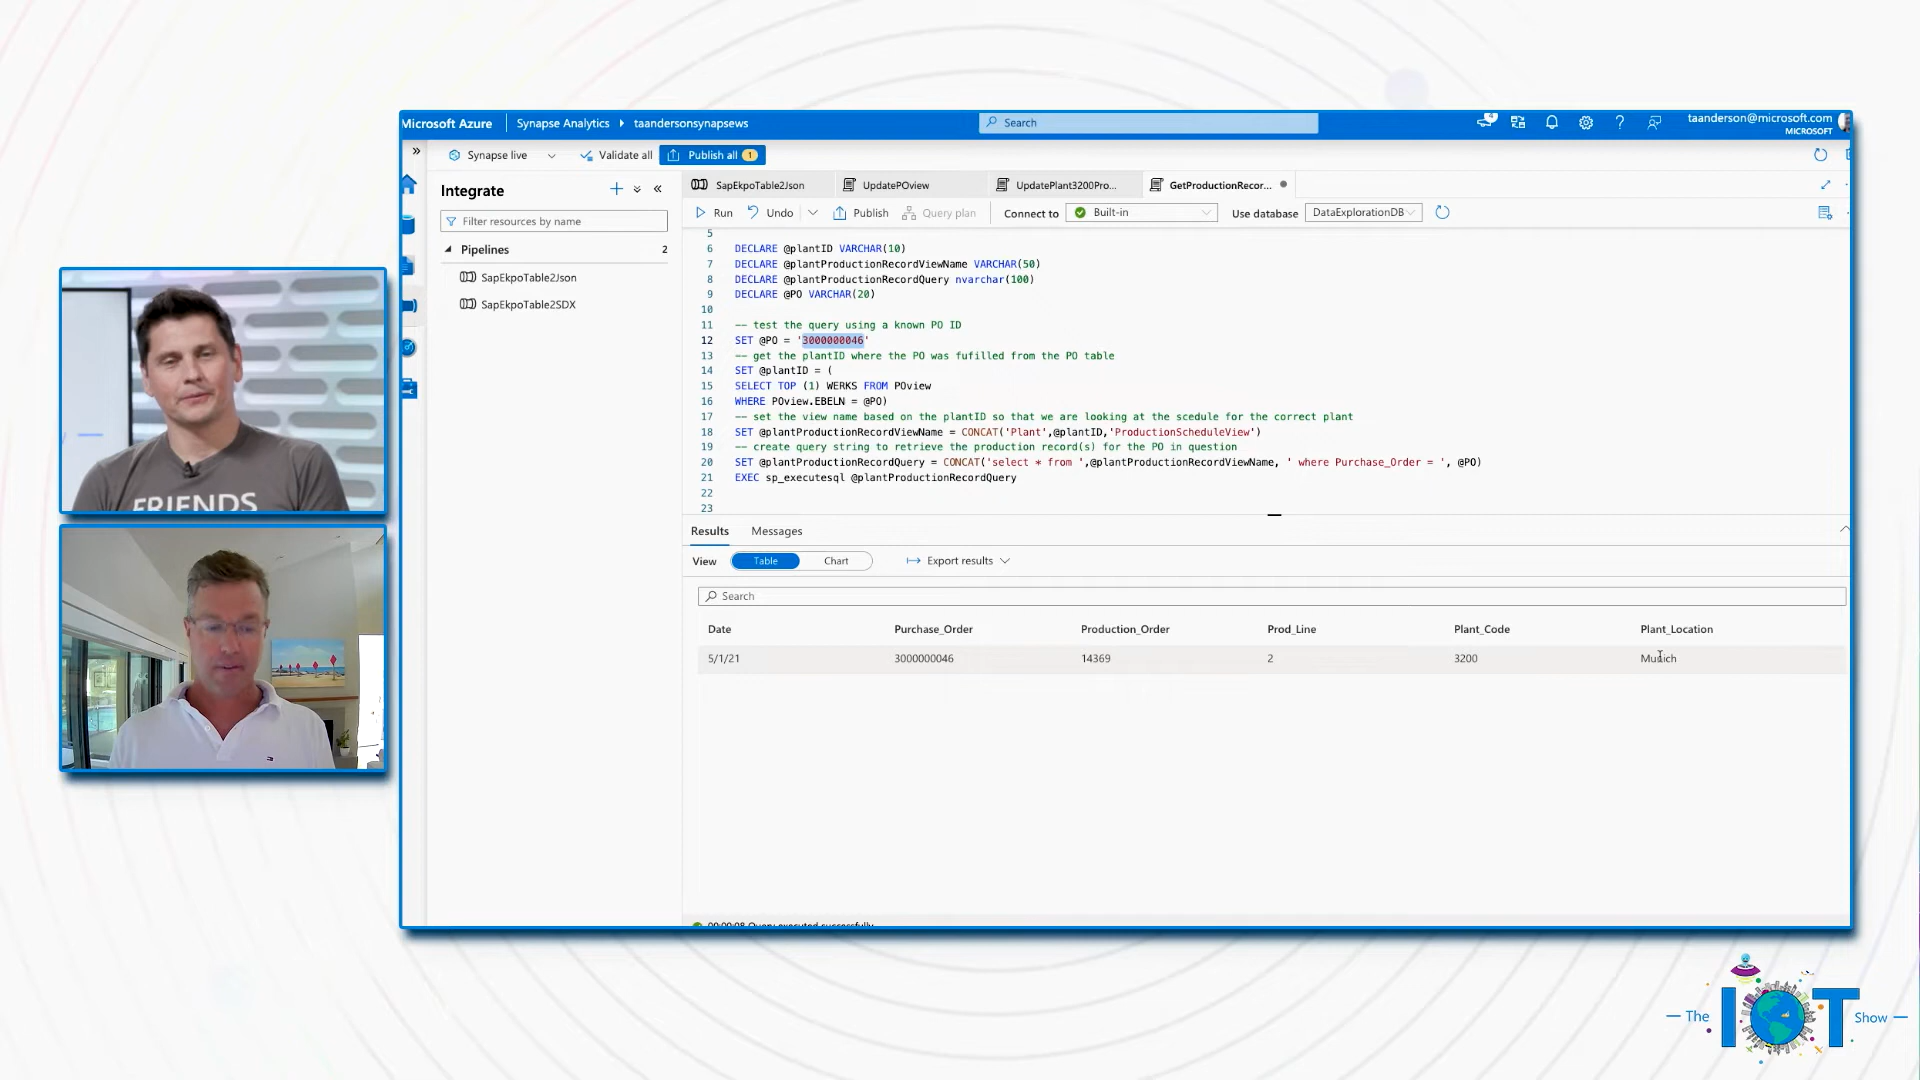 Microsoft Azure
Synapse Analytics
taandersonsynapsews
Search
taanderson@microsoft.com
MICROSOFT
Synapse live
Validate all
Publish all
1
Integrate
Filter resources by name
Pipelines
2
SapEkpoTable2Json
SapEkpoTable2SDX
SapEkpoTable2Json
UpdatePOview
UpdatePlant3200Pro...
GetProductionRecor...
Run
Undo
Publish
Query plan
Connect to
Built-in
Use database
DataExplorationDB
5
6 DECLARE @plantID VARCHAR(10)
7 DECLARE @plantProductionRecordViewName VARCHAR(50)
8 DECLARE @plantProductionRecordQuery nvarchar(100)
9 DECLARE @PO VARCHAR(20)
10
11 -- test the query using a known PO ID
12 SET @PO = '3000000046'
13 -- get the plantID where the PO was fufilled from the PO table
14 SET @plantID = (
15 SELECT TOP (1) WERKS FROM POview
16 WHERE POview.EBELN = @PO)
17 -- set the view name based on the plantID so that we are looking at the scedule for the correct plant
18 SET @plantProductionRecordViewName = CONCAT('Plant',@plantID,'ProductionScheduleView')
19 -- create query string to retrieve the production record(s) for the PO in question
20 SET @plantProductionRecordQuery = CONCAT('select * from ',@plantProductionRecordViewName, ' where Purchase_Order = ', @PO)
21 EXEC sp_executesql @plantProductionRecordQuery
22
23
Results
Messages
View
Table
Chart
Export results
Search
Date Purchase_Order Production_Order Prod_Line Plant_Code Plant_Location
5/1/21 3000000046 14369 2 3200 Munich
00:00:08 Query executed successfully
FRIENDS
The IoT Show